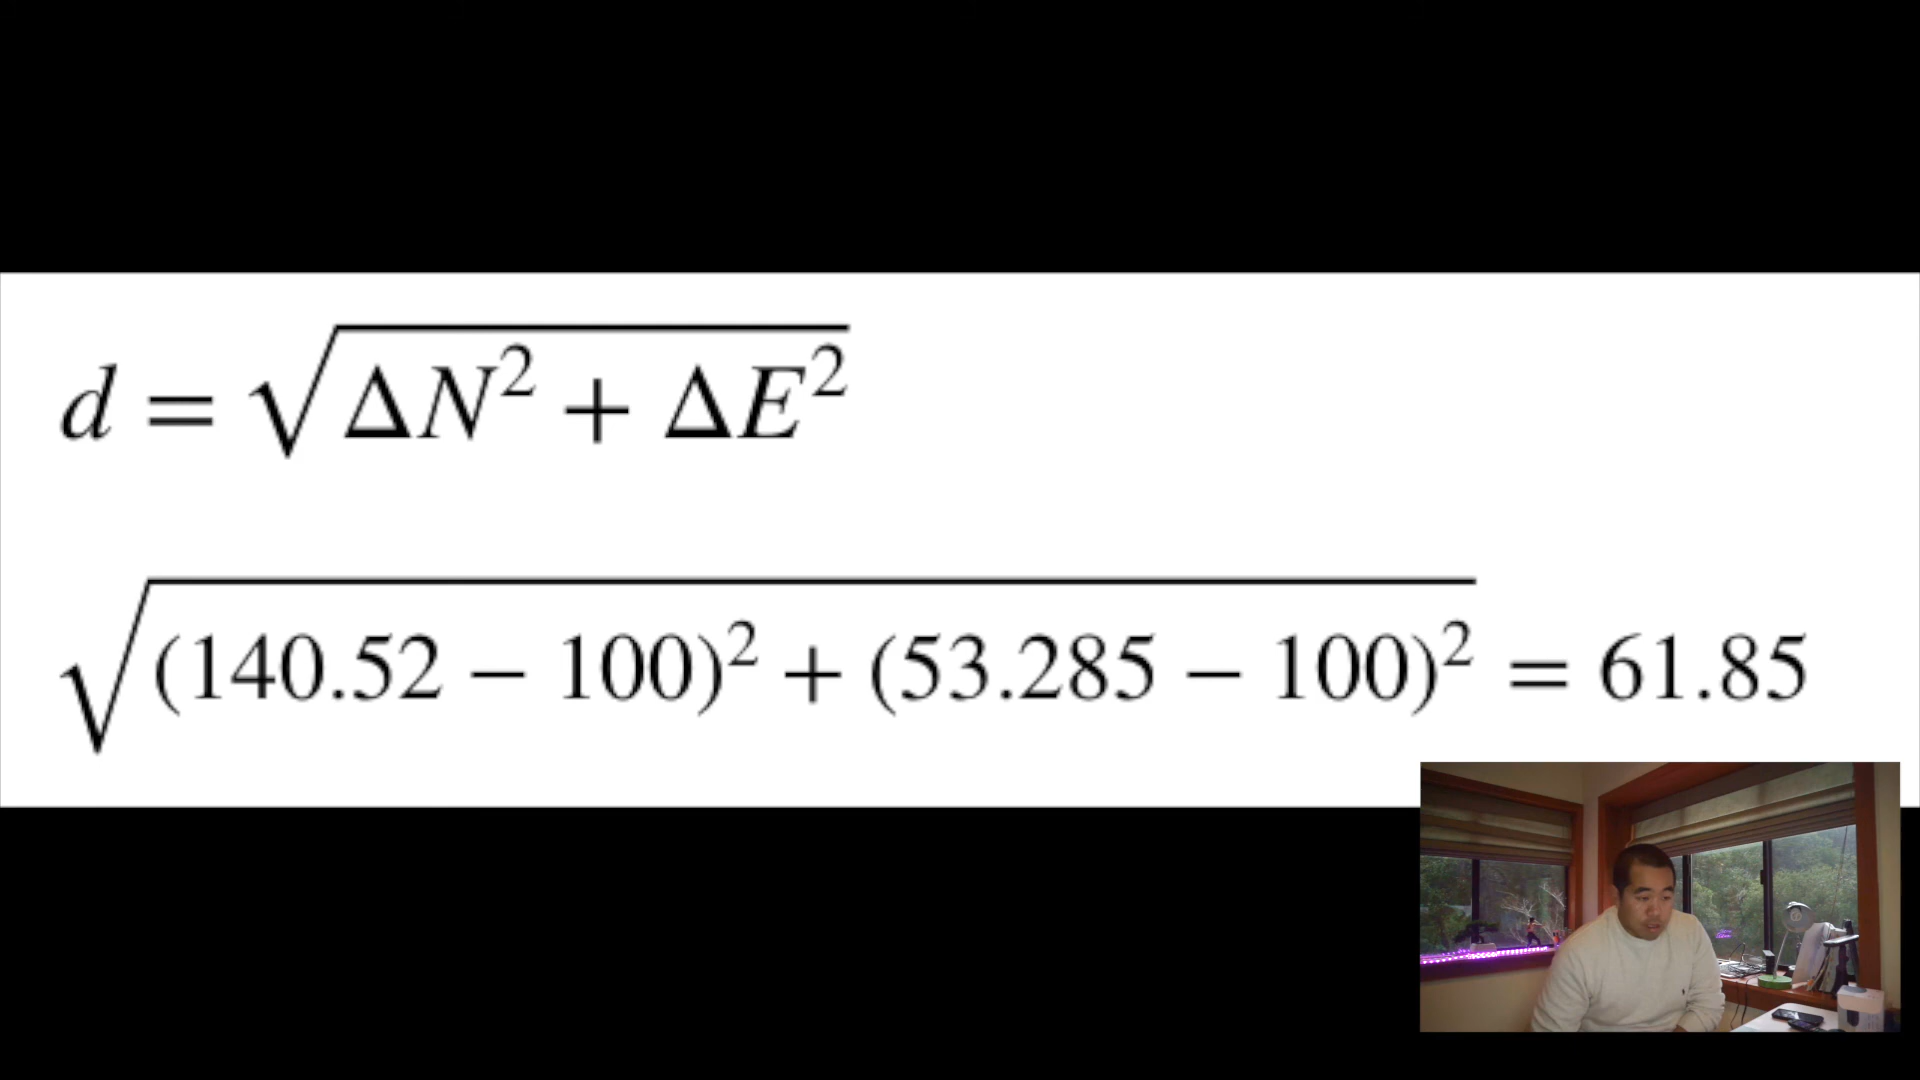 d = √ΔN² + ΔE²
√(140.52 − 100)² + (53.285 − 100)² = 61.85